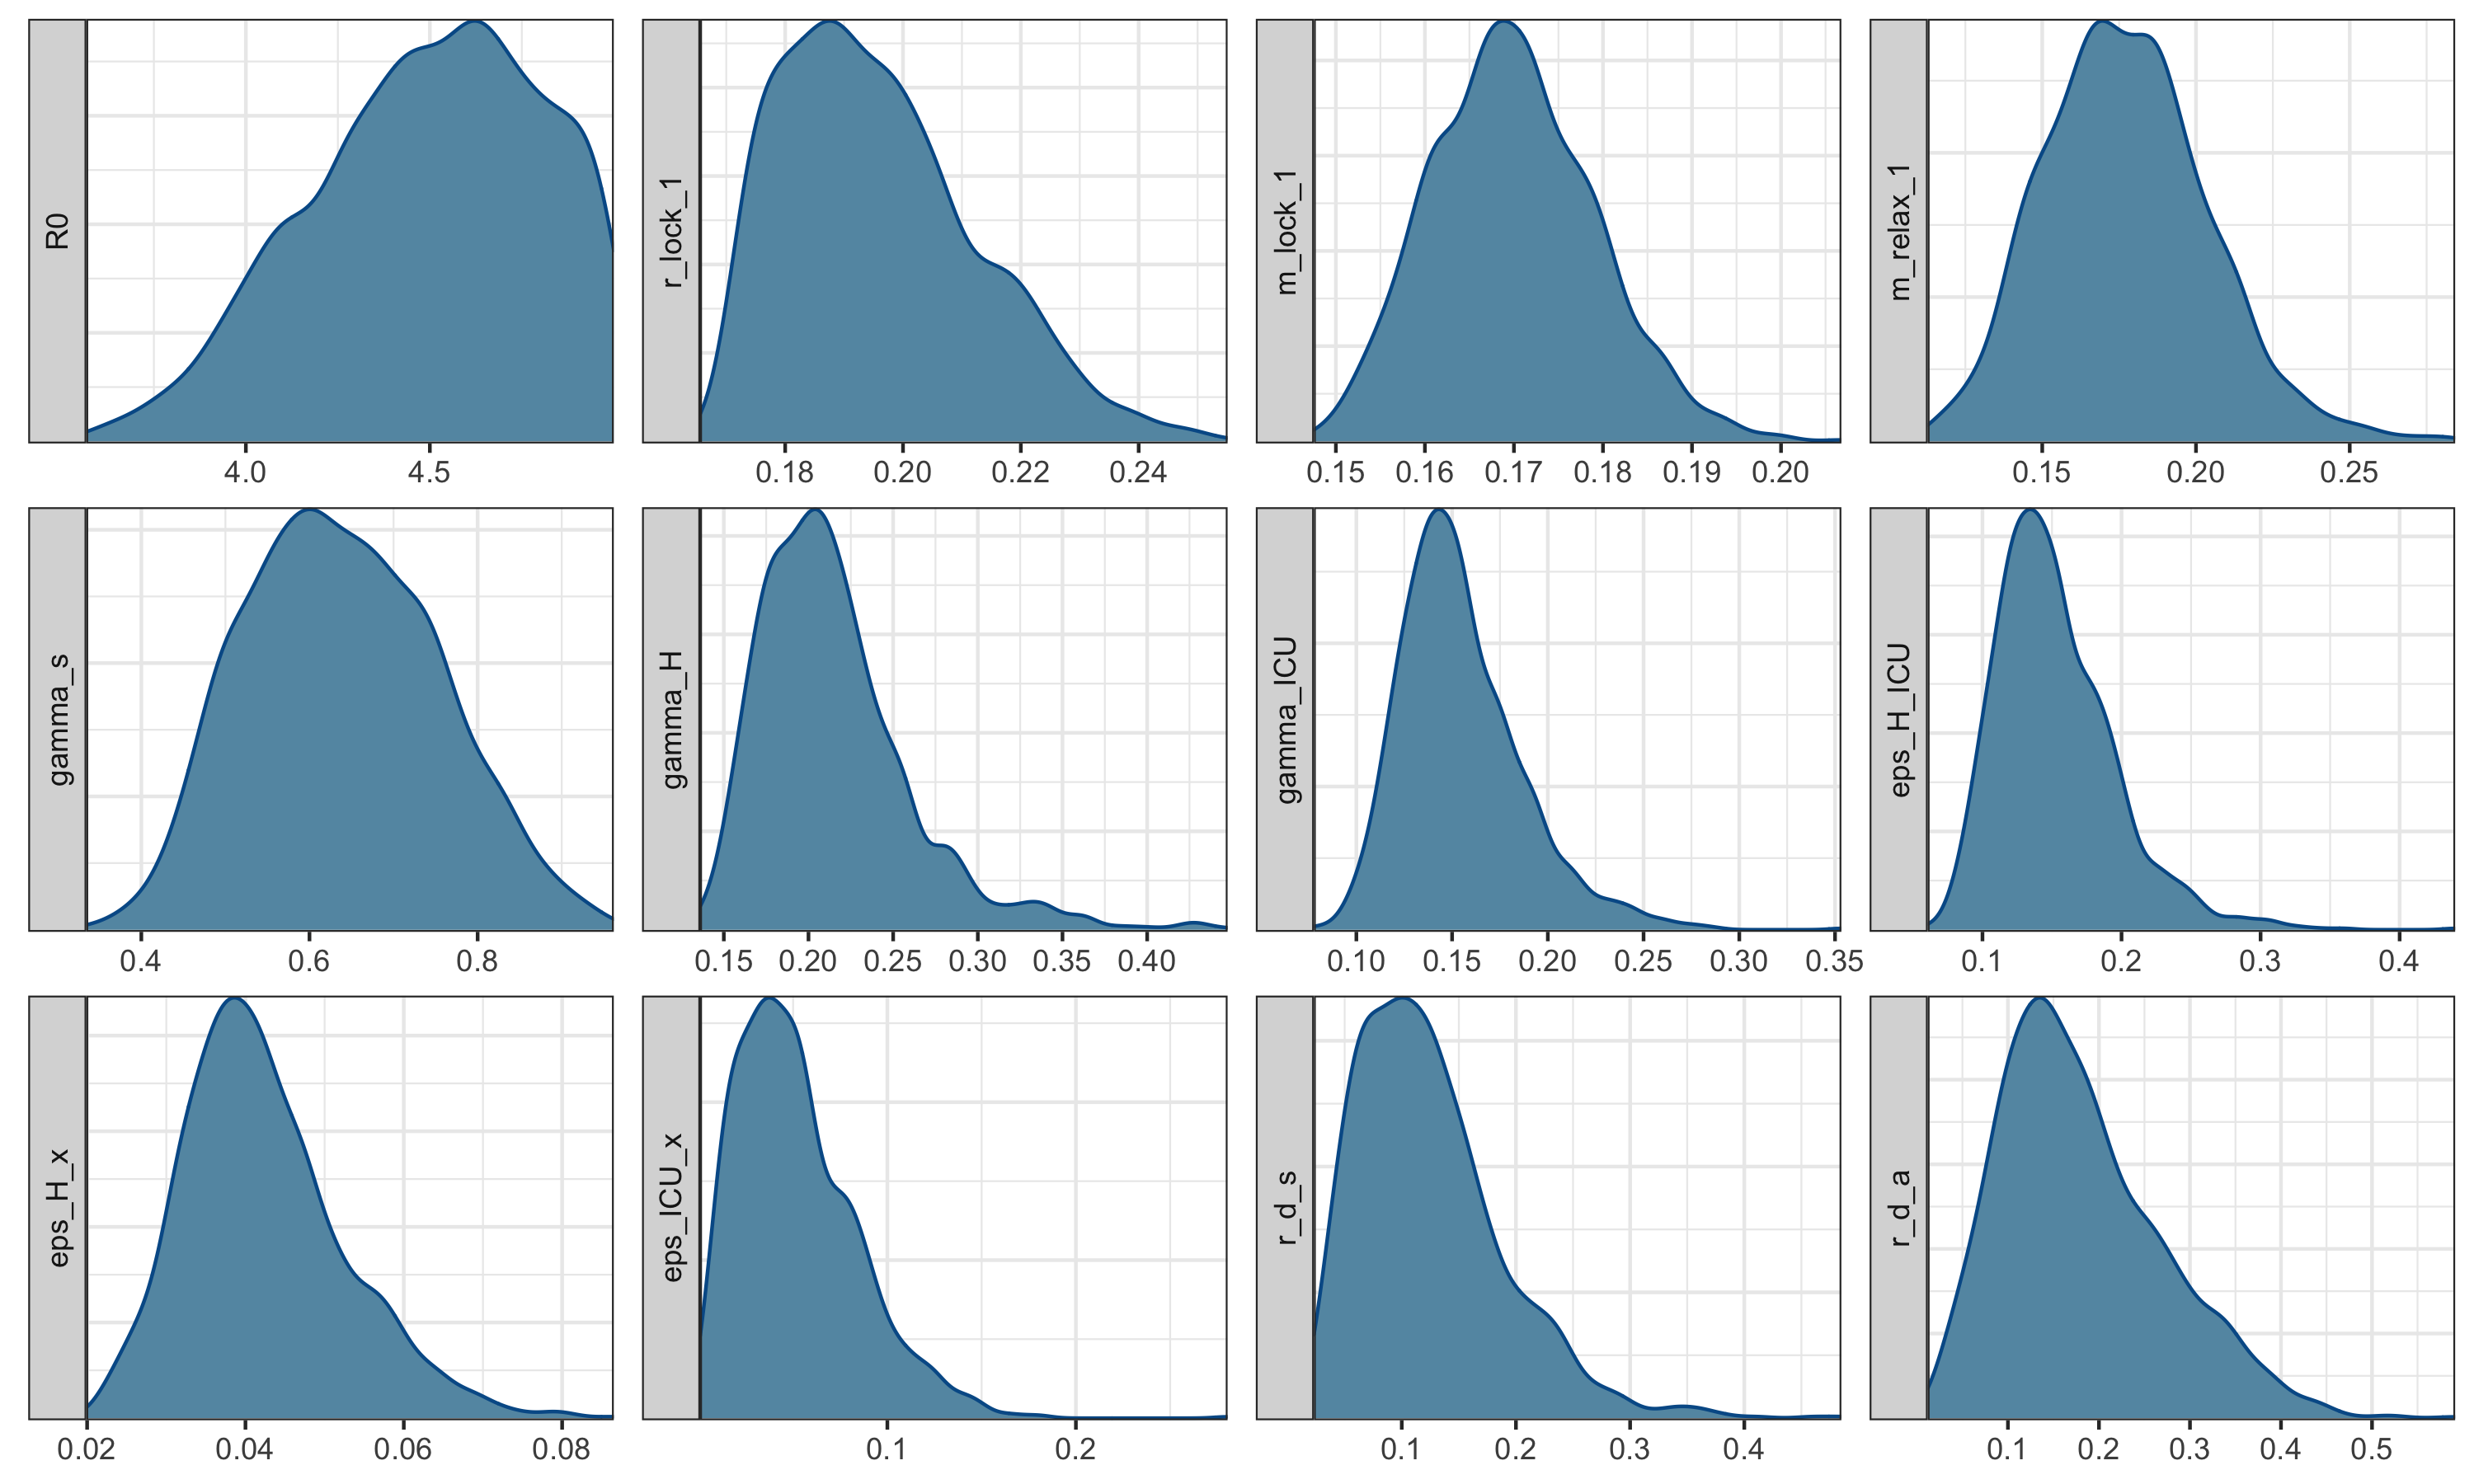 R0
4.0 4.5
r_lock_1
0.18 0.20 0.22 0.24
m_lock_1
0.15 0.16 0.17 0.18 0.19 0.20
m_relax_1
0.15 0.20 0.25
gamma_s
0.4 0.6 0.8
gamma_H
0.15 0.20 0.25 0.30 0.35 0.40
gamma_ICU
0.10 0.15 0.20 0.25 0.30 0.35
eps_H_ICU
0.1 0.2 0.3 0.4
eps_H_x
0.02 0.04 0.06 0.08
eps_ICU_x
0.1 0.2
r_d_s
0.1 0.2 0.3 0.4
r_d_a
0.1 0.2 0.3 0.4 0.5